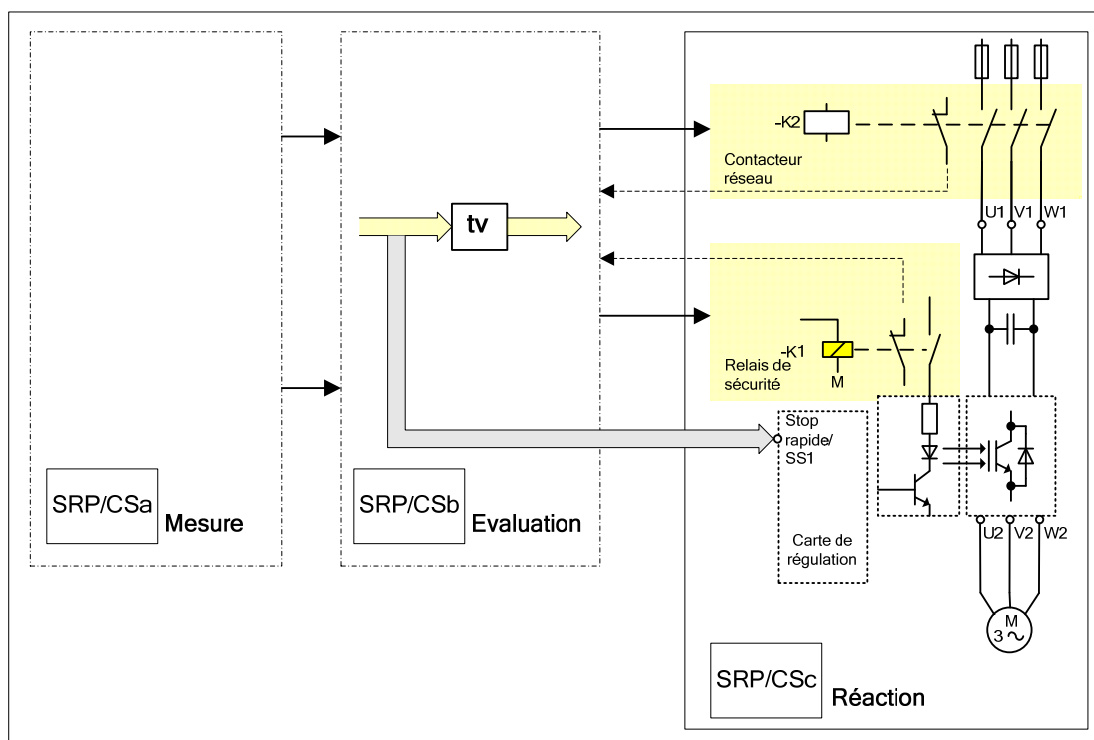 -K2
Contacteur
réseau
U1 V1 W1
tv
-K1
M
Relais de
sécurité
Stop
rapide/
SS1
Carte de
régulation
U2 V2 W2
M
3
SRP/CSa Mesure
SRP/CSb Evaluation
SRP/CSc Réaction